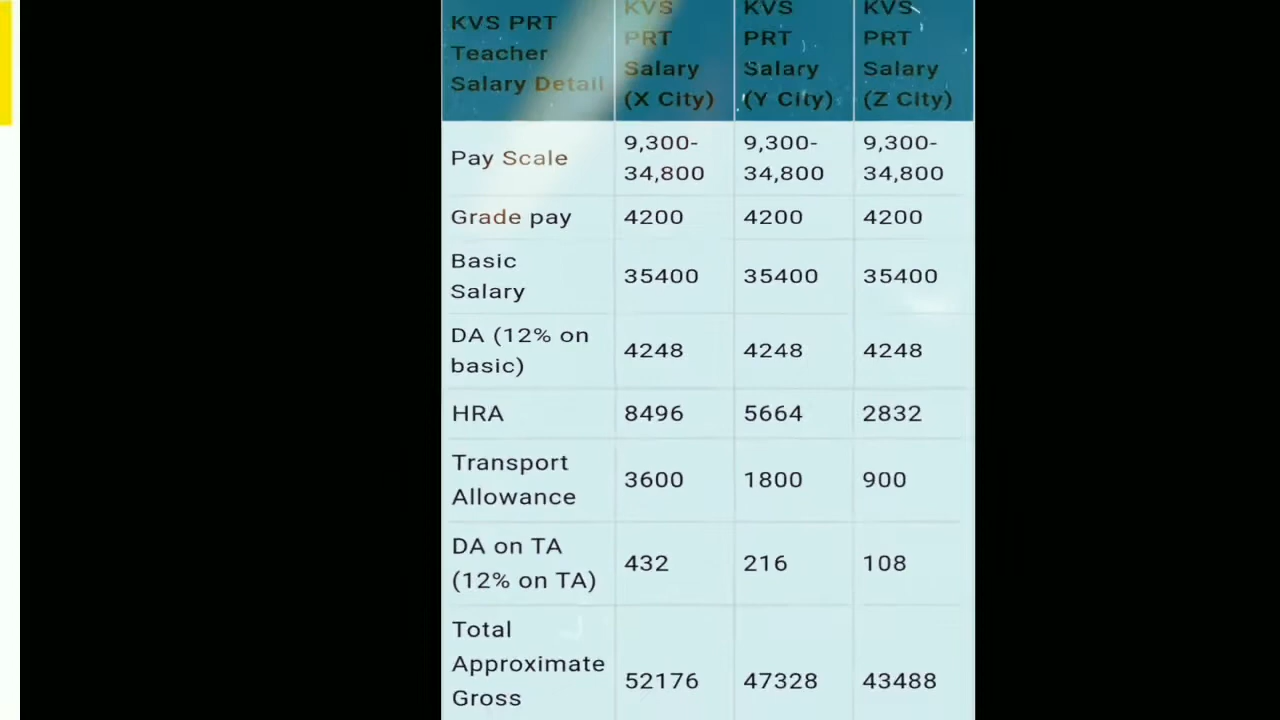 KVS PRT Teacher Salary Detail | KVS PRT Salary (X City) | KVS PRT Salary (Y City) | KVS PRT Salary (Z City)
Pay Scale | 9,300-34,800 | 9,300-34,800 | 9,300-34,800
Grade pay | 4200 | 4200 | 4200
Basic Salary | 35400 | 35400 | 35400
DA (12% on basic) | 4248 | 4248 | 4248
HRA | 8496 | 5664 | 2832
Transport Allowance | 3600 | 1800 | 900
DA on TA (12% on TA) | 432 | 216 | 108
Total Approximate Gross | 52176 | 47328 | 43488